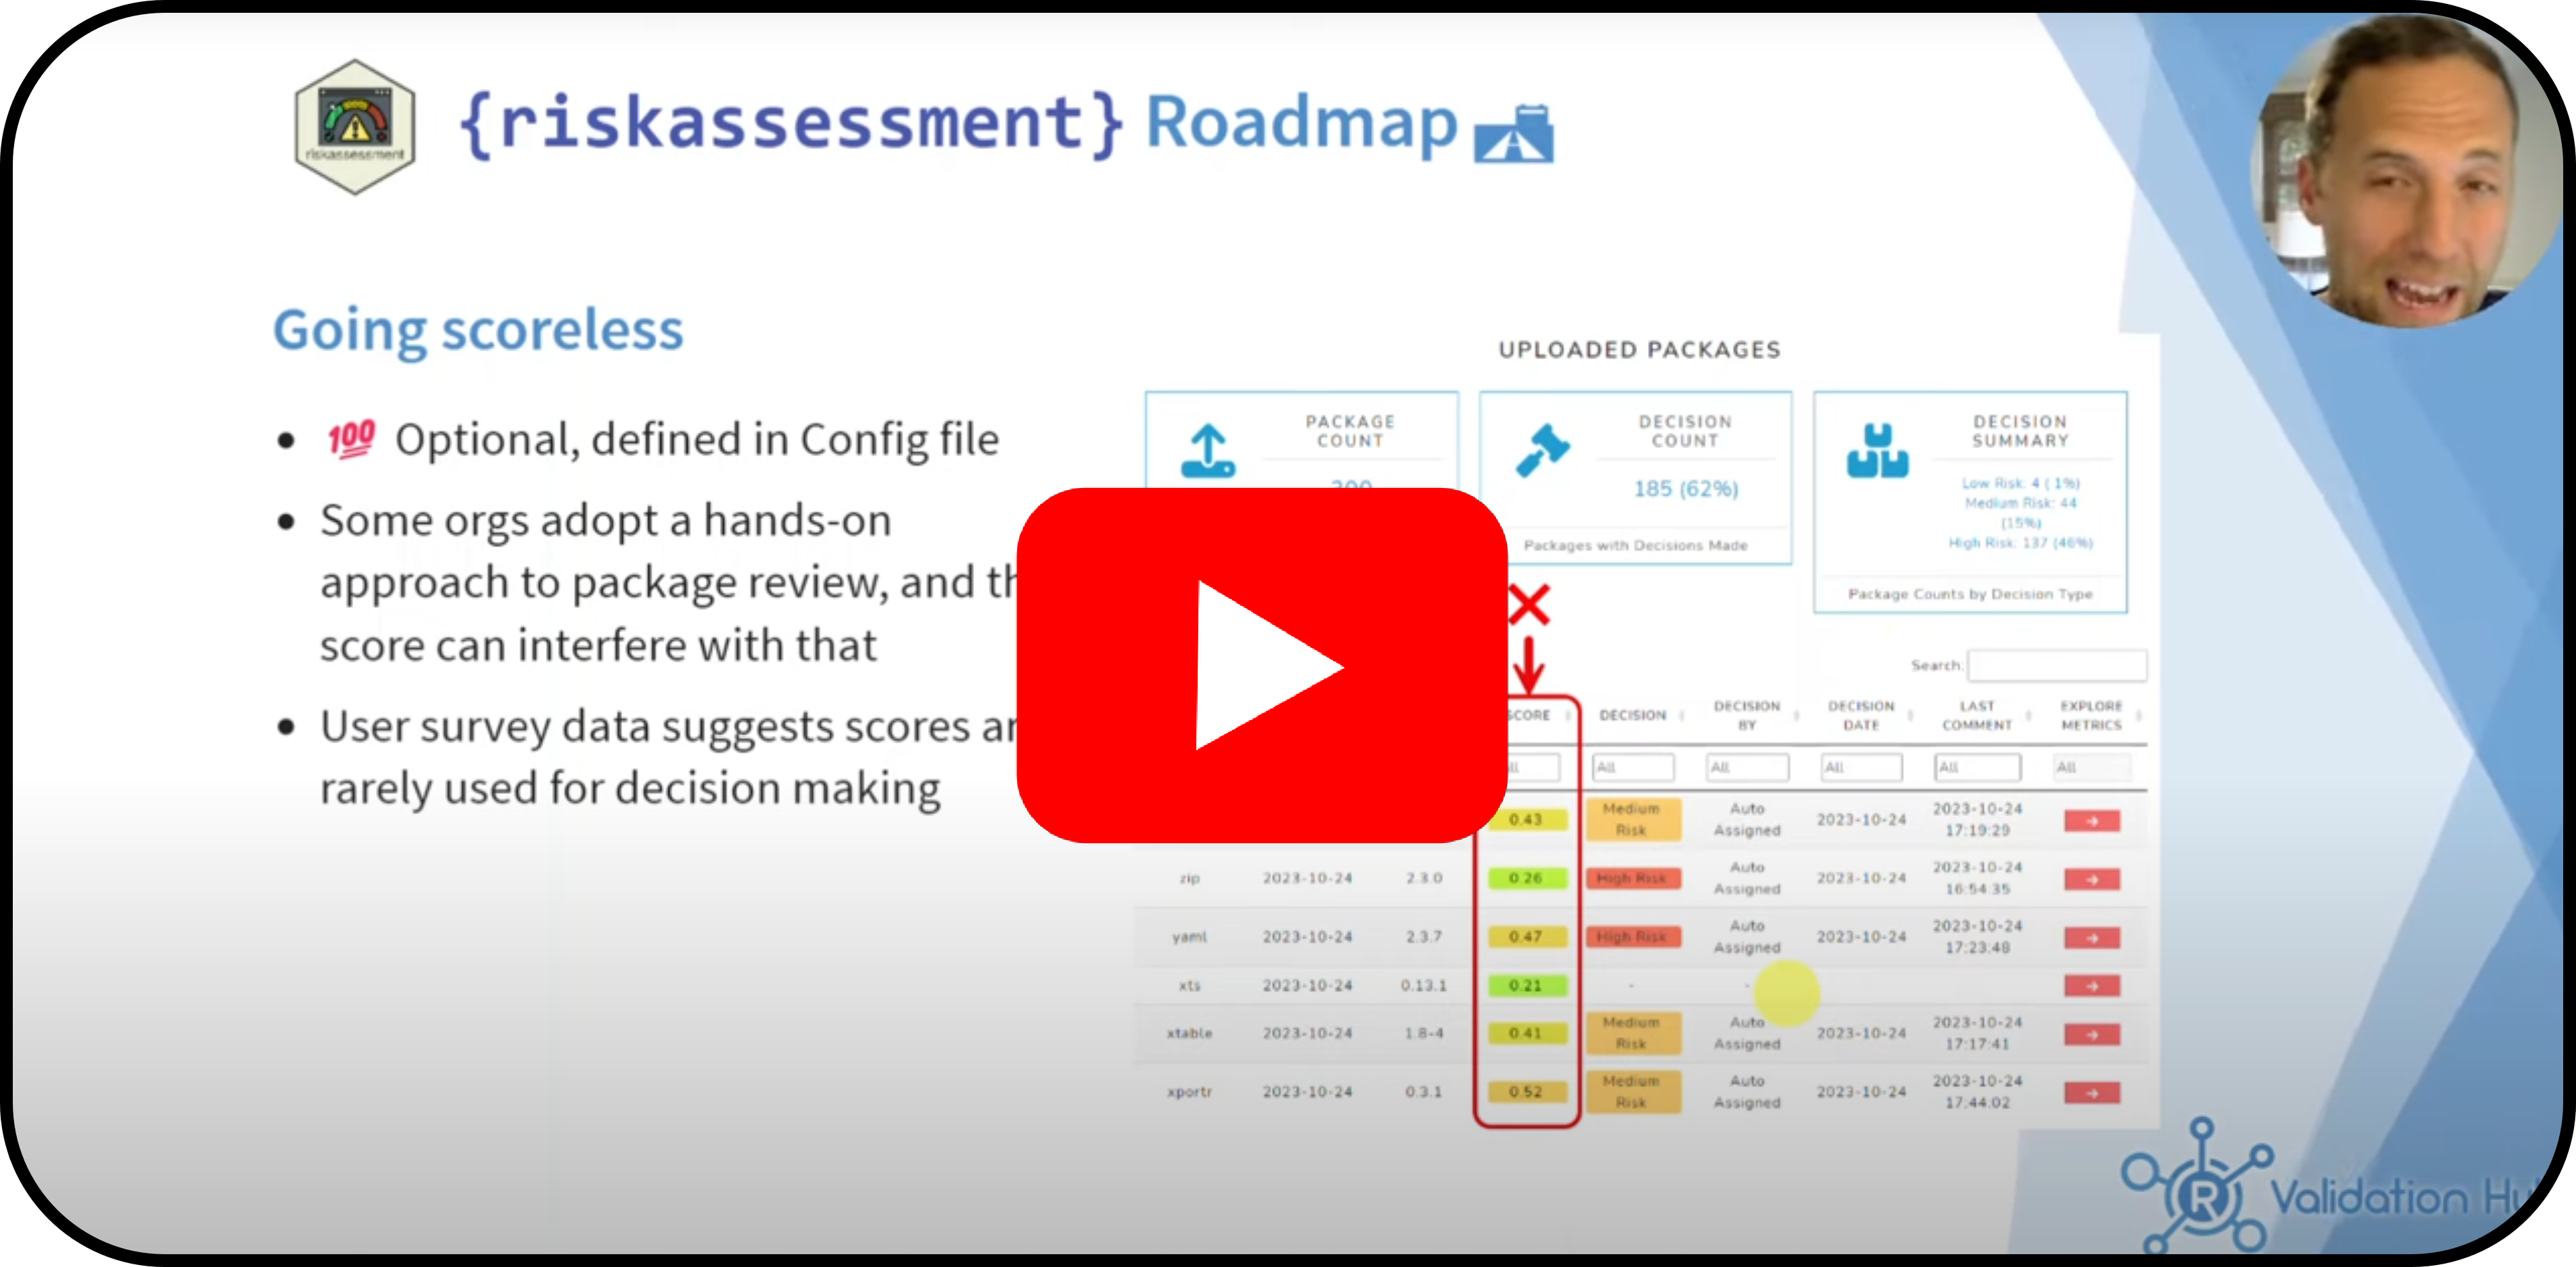 riskassessment
{riskassessment} Roadmap
Going scoreless
• 💯 Optional, defined in Config file
• Some orgs adopt a hands-on
approach to package review, and
score can interfere with that
• User survey data suggests scores
rarely used for decision making
UPLOADED PACKAGES
PACKAGE
COUNT
DECISION
COUNT
185 (62%)
Packages with Decisions Made
DECISION
SUMMARY
Low Risk: 4 ( 1%)
Medium Risk: 44
(15%)
High Risk: 137 (46%)
Package Counts by Decision Type
Search:
SCORE DECISION DECISION BY DECISION DATE LAST COMMENT EXPLORE METRICS
All All All All All
0.43 Medium Risk Auto Assigned 2023-10-24 2023-10-24 17:19:29
zip 2023-10-24 2.3.0 0.26 High Risk Auto Assigned 2023-10-24 2023-10-24 16:54:35
yaml 2023-10-24 2.3.7 0.47 High Risk Auto Assigned 2023-10-24 2023-10-24 17:23:48
xts 2023-10-24 0.13.1 0.21 - -
xtable 2023-10-24 1.8-4 0.41 Medium Risk Auto Assigned 2023-10-24 2023-10-24 17:17:41
xportr 2023-10-24 0.3.1 0.52 Medium Risk Auto Assigned 2023-10-24 2023-10-24 17:44:02
R Validation Hub